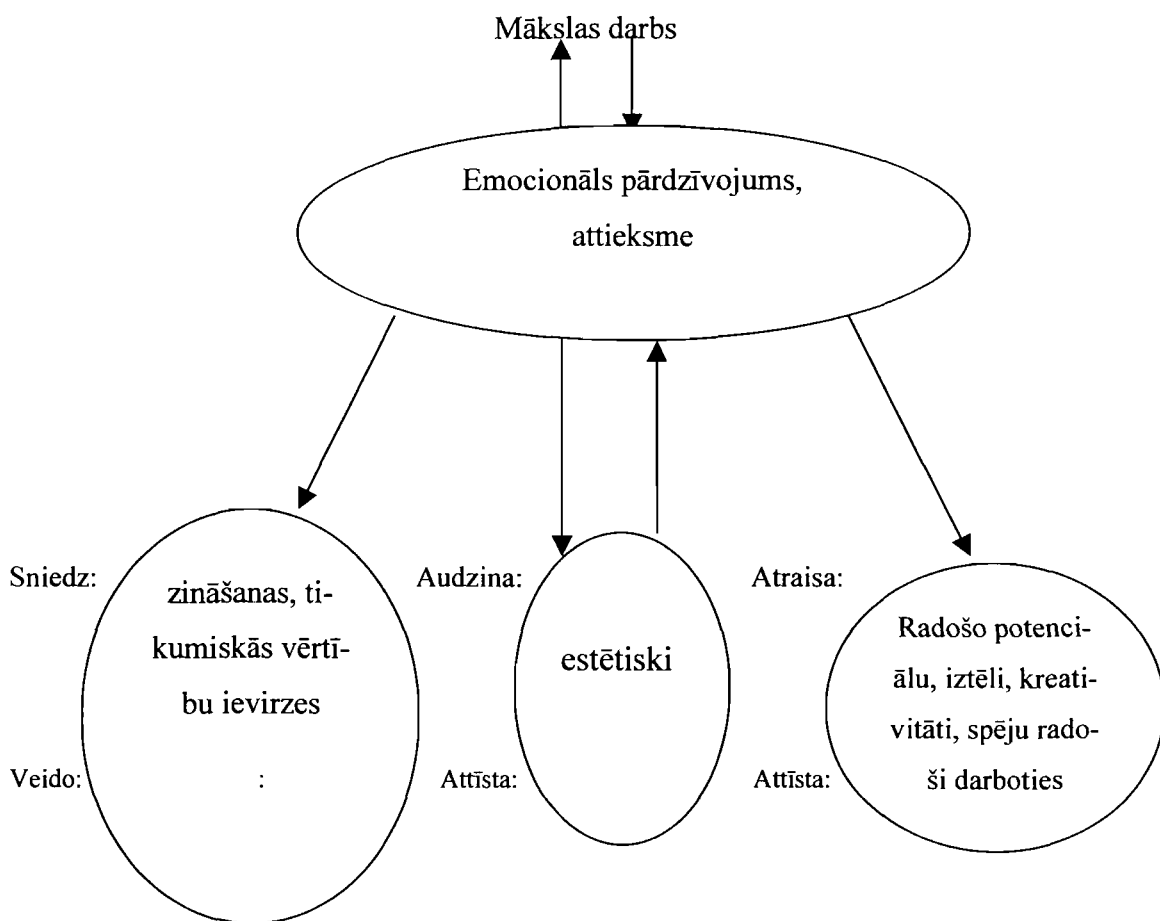 Mākslas darbs
Emocionāls pārdzīvojums,
attieksme
Sniedz:
zināšanas, ti-
kumiskās vērtī-
bu ievirzes
Veido:
:
Audzina:
estētiski
Attīsta:
Atraisa:
Radošo potenci-
ālu, iztēli, kreati-
vitāti, spēju rado-
ši darboties
Attīsta: